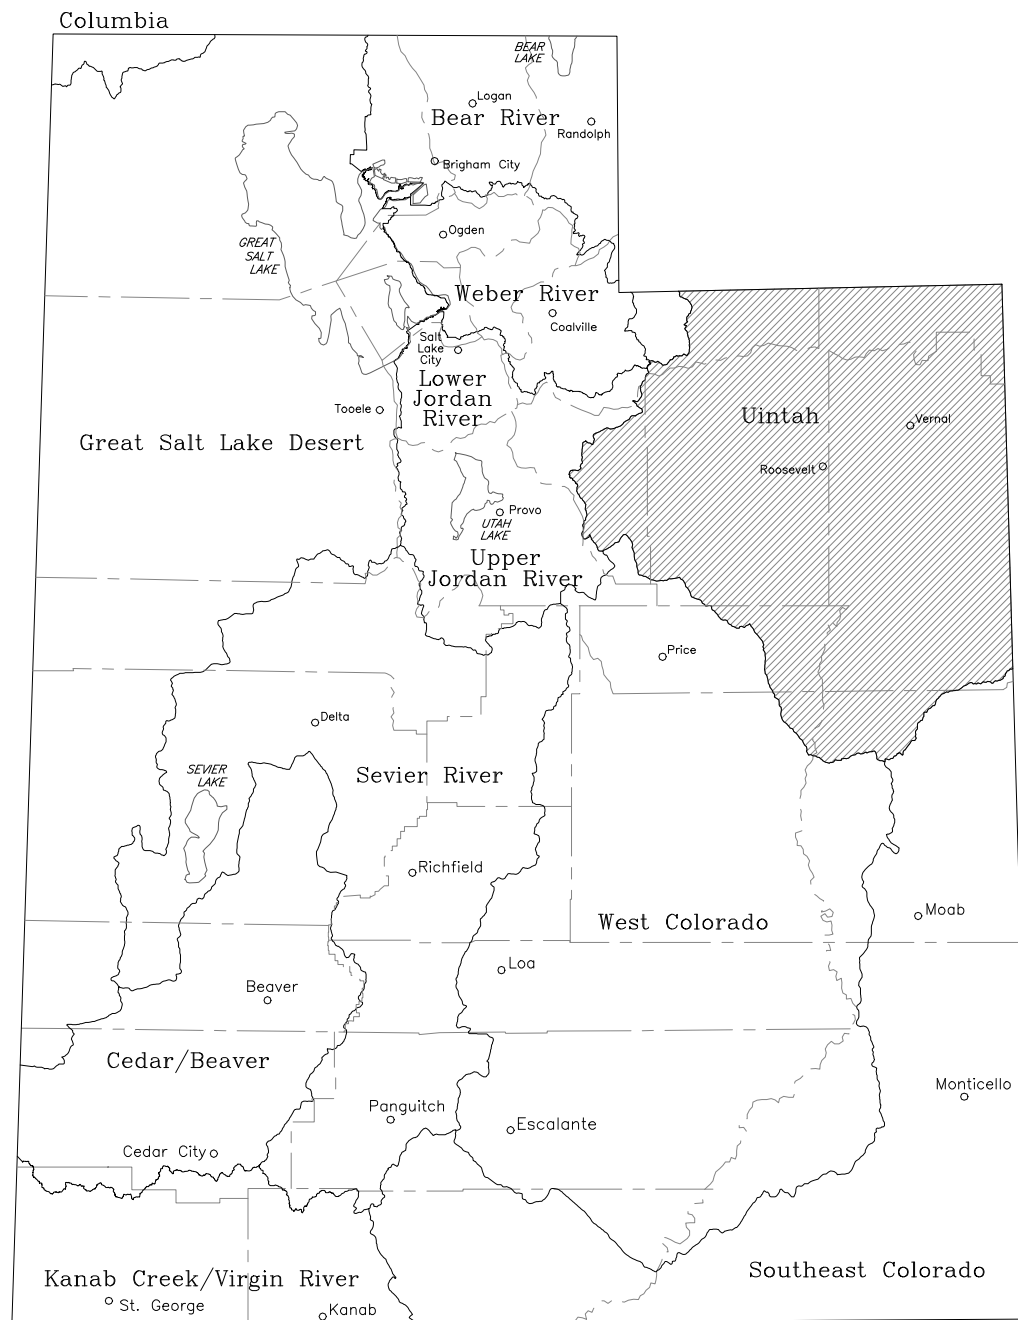 Columbia
BEAR
LAKE
Logan
Bear River
Randolph
Brigham City
Ogden
GREAT
SALT
LAKE
Weber River
Coalville
Salt
Lake
City
Lower
Jordan
River
Tooele
Uintah
Vernal
Great Salt Lake Desert
Roosevelt
Provo
UTAH
LAKE
Upper
Jordan River
Price
Delta
SEVIER
LAKE
Sevier River
Richfield
West Colorado
Moab
Loa
Beaver
Cedar/Beaver
Monticello
Panguitch
Escalante
Cedar City
Southeast Colorado
Kanab Creek/Virgin River
St. George
Kanab